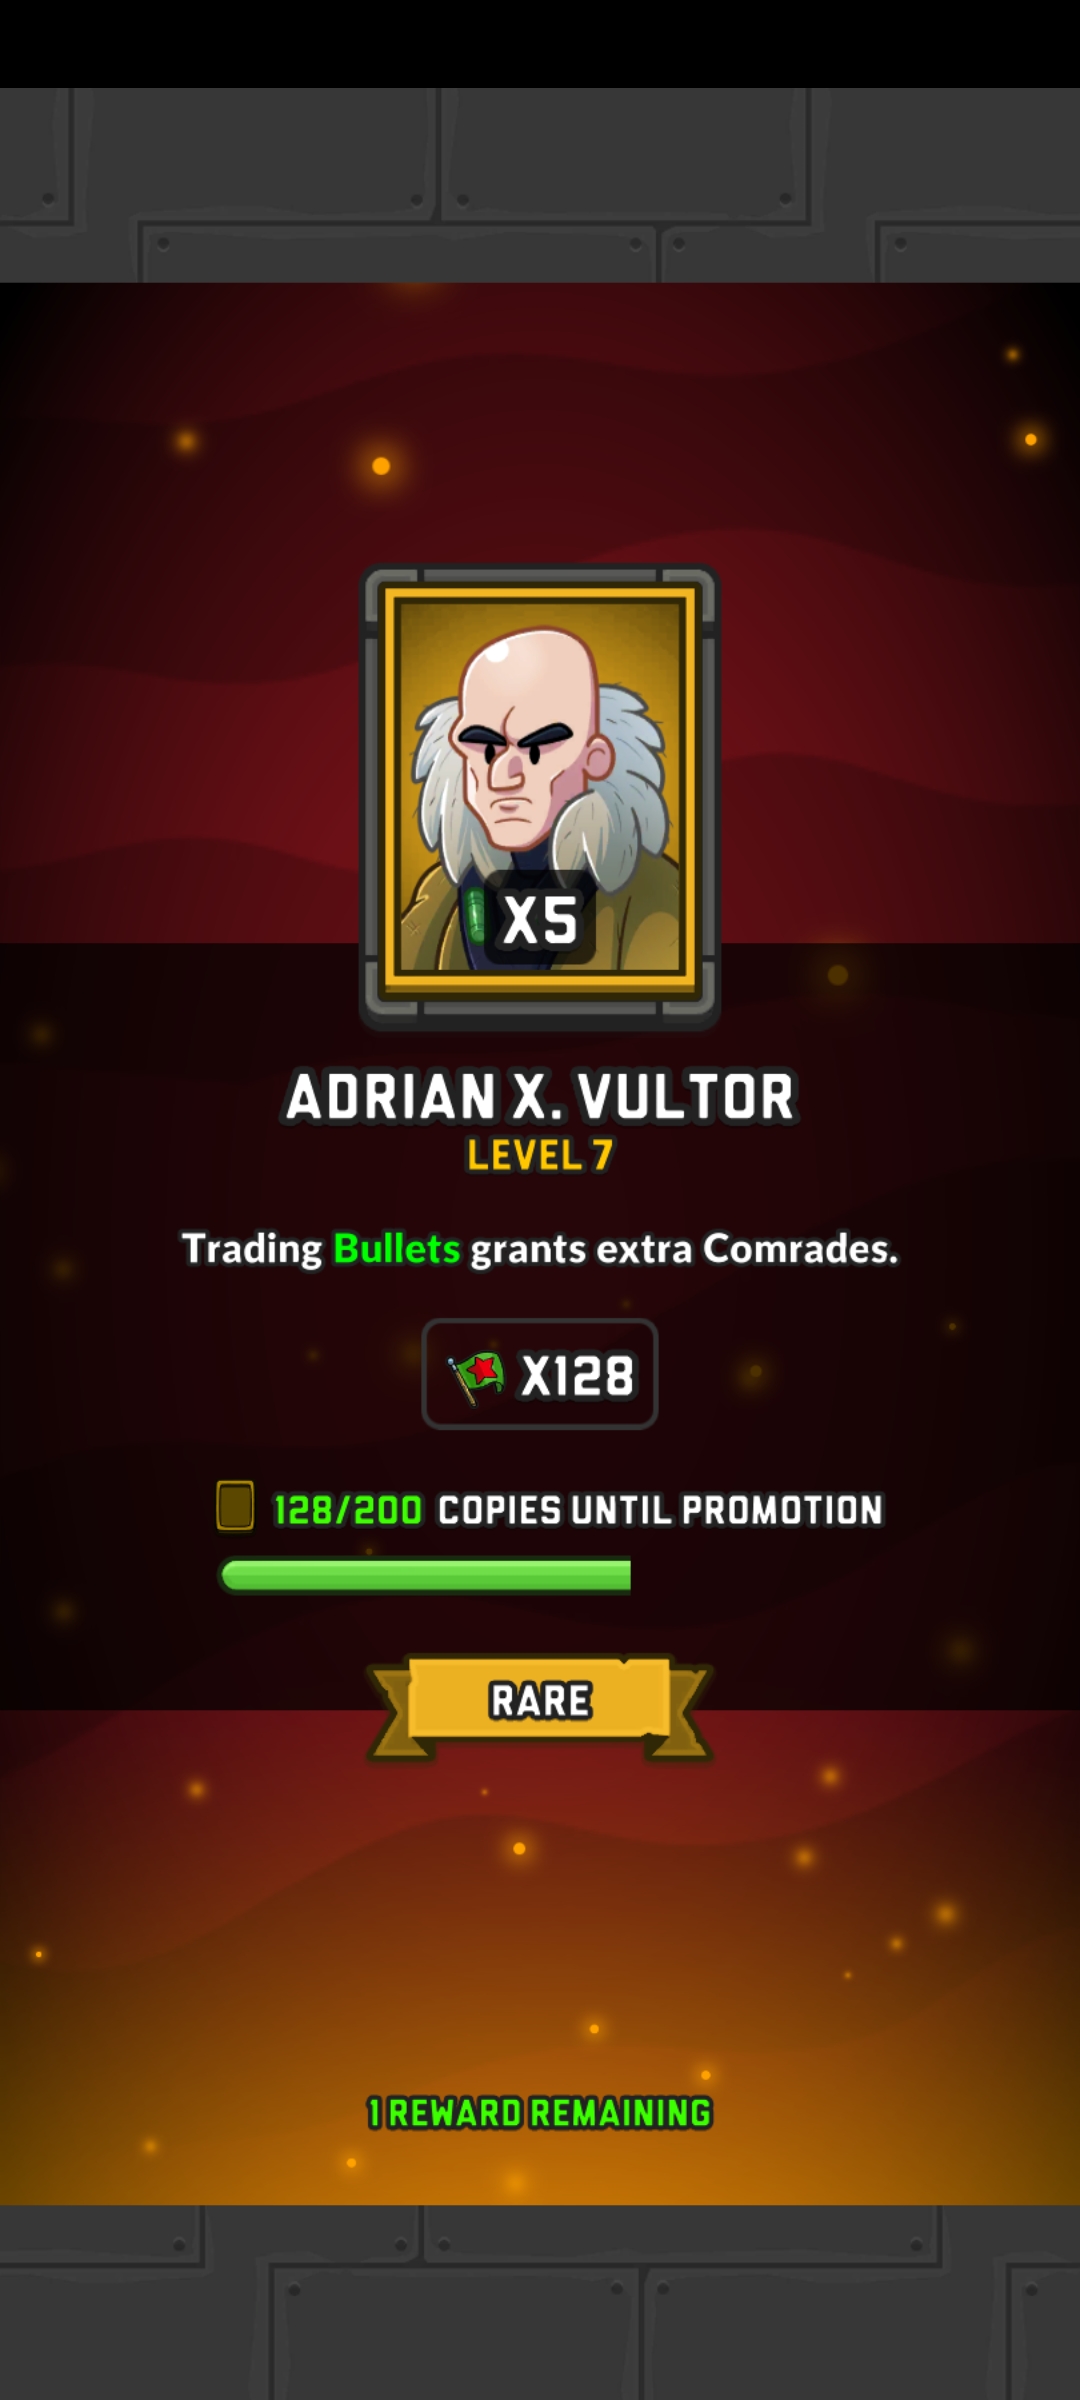 X5
ADRIAN X. VULTOR
LEVEL 7
Trading Bullets grants extra Comrades.
X128
128/200 COPIES UNTIL PROMOTION
RARE
1 REWARD REMAINING